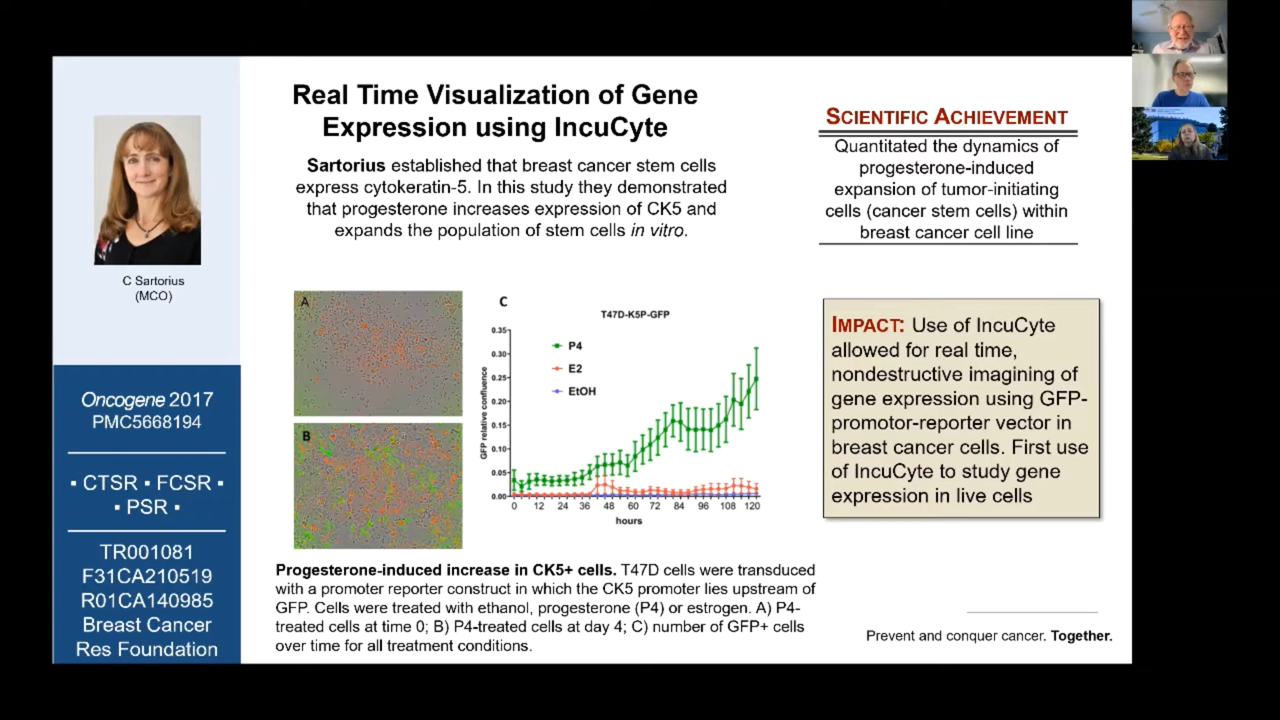 Real Time Visualization of Gene
Expression using IncuCyte
Sartorius established that breast cancer stem cells
express cytokeratin-5. In this study they demonstrated
that progesterone increases expression of CK5 and
expands the population of stem cells in vitro.
SCIENTIFIC ACHIEVEMENT
Quantitated the dynamics of
progesterone-induced
expansion of tumor-initiating
cells (cancer stem cells) within
breast cancer cell line
C Sartorius
(MCO)
Oncogene 2017
PMC5668194
▪ CTSR ▪ FCSR ▪
▪ PSR ▪
TR001081
F31CA210519
R01CA140985
Breast Cancer
Res Foundation
A
B
C
T47D-K5P-GFP
GFP relative confluence
0.35
0.30
0.25
0.20
0.15
0.10
0.05
0.00
P4
E2
EtOH
0 12 24 36 48 60 72 84 96 108 120
hours
IMPACT: Use of IncuCyte
allowed for real time,
nondestructive imagining of
gene expression using GFP-
promotor-reporter vector in
breast cancer cells. First use
of IncuCyte to study gene
expression in live cells
Progesterone-induced increase in CK5+ cells. T47D cells were transduced
with a promoter reporter construct in which the CK5 promoter lies upstream of
GFP. Cells were treated with ethanol, progesterone (P4) or estrogen. A) P4-
treated cells at time 0; B) P4-treated cells at day 4; C) number of GFP+ cells
over time for all treatment conditions.
Prevent and conquer cancer. Together.